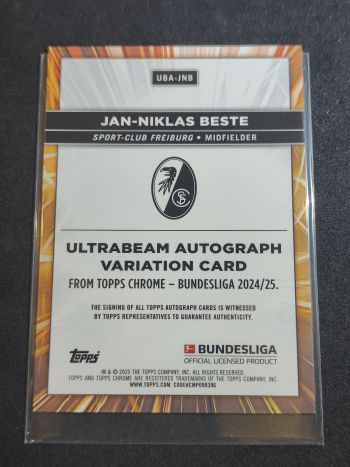 UBA-JNB
JAN-NIKLAS BESTE
SPORT-CLUB FREIBURG • MIDFIELDER
SC
ULTRABEAM AUTOGRAPH
VARIATION CARD
FROM TOPPS CHROME – BUNDESLIGA 2024/25.
THE SIGNING OF ALL TOPPS AUTOGRAPH CARDS IS WITNESSED
BY TOPPS REPRESENTATIVES TO GUARANTEE AUTHENTICITY.
Topps
BUNDESLIGA
OFFICIAL LICENSED PRODUCT
® & © 2025 THE TOPPS COMPANY, INC. ALL RIGHTS RESERVED.
TOPPS AND TOPPS CHROME ARE REGISTERED TRADEMARKS OF THE TOPPS COMPANY, INC.
WWW.TOPPS.COM. CODE#CMP099396